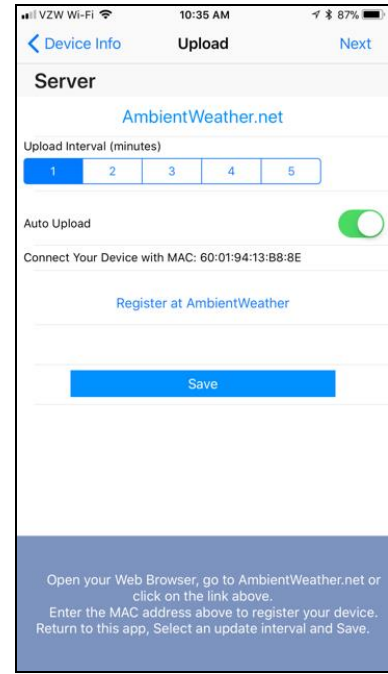 VZW Wi-Fi 10:35 AM 87%
Device Info Upload Next
Server
AmbientWeather.net
Upload Interval (minutes)
1 2 3 4 5
Auto Upload
Connect Your Device with MAC: 60:01:94:13:B8:8E
Register at AmbientWeather
Save
Open your Web Browser, go to AmbientWeather.net or
click on the link above.
Enter the MAC address above to register your device.
Return to this app, Select an update interval and Save.